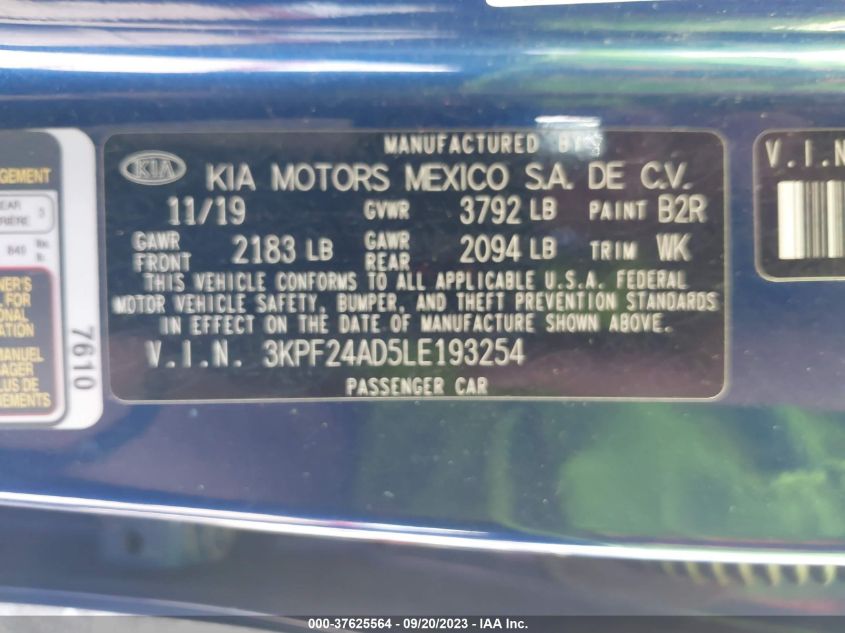 MANUFACTURED BY
KIA
KIA MOTORS MEXICO S.A. DE C.V.
11/19 GVWR 3792 LB PAINT B2R
GAWR FRONT 2183 LB GAWR REAR 2094 LB TRIM WK
THIS VEHICLE CONFORMS TO ALL APPLICABLE U.S.A. FEDERAL
MOTOR VEHICLE SAFETY, BUMPER, AND THEFT PREVENTION STANDARDS
IN EFFECT ON THE DATE OF MANUFACTURE SHOWN ABOVE.
V.I.N. 3KPF24AD5LE193254
PASSENGER CAR
7610
V.I.N
000-37625564 - 09/20/2023 - IAA Inc.